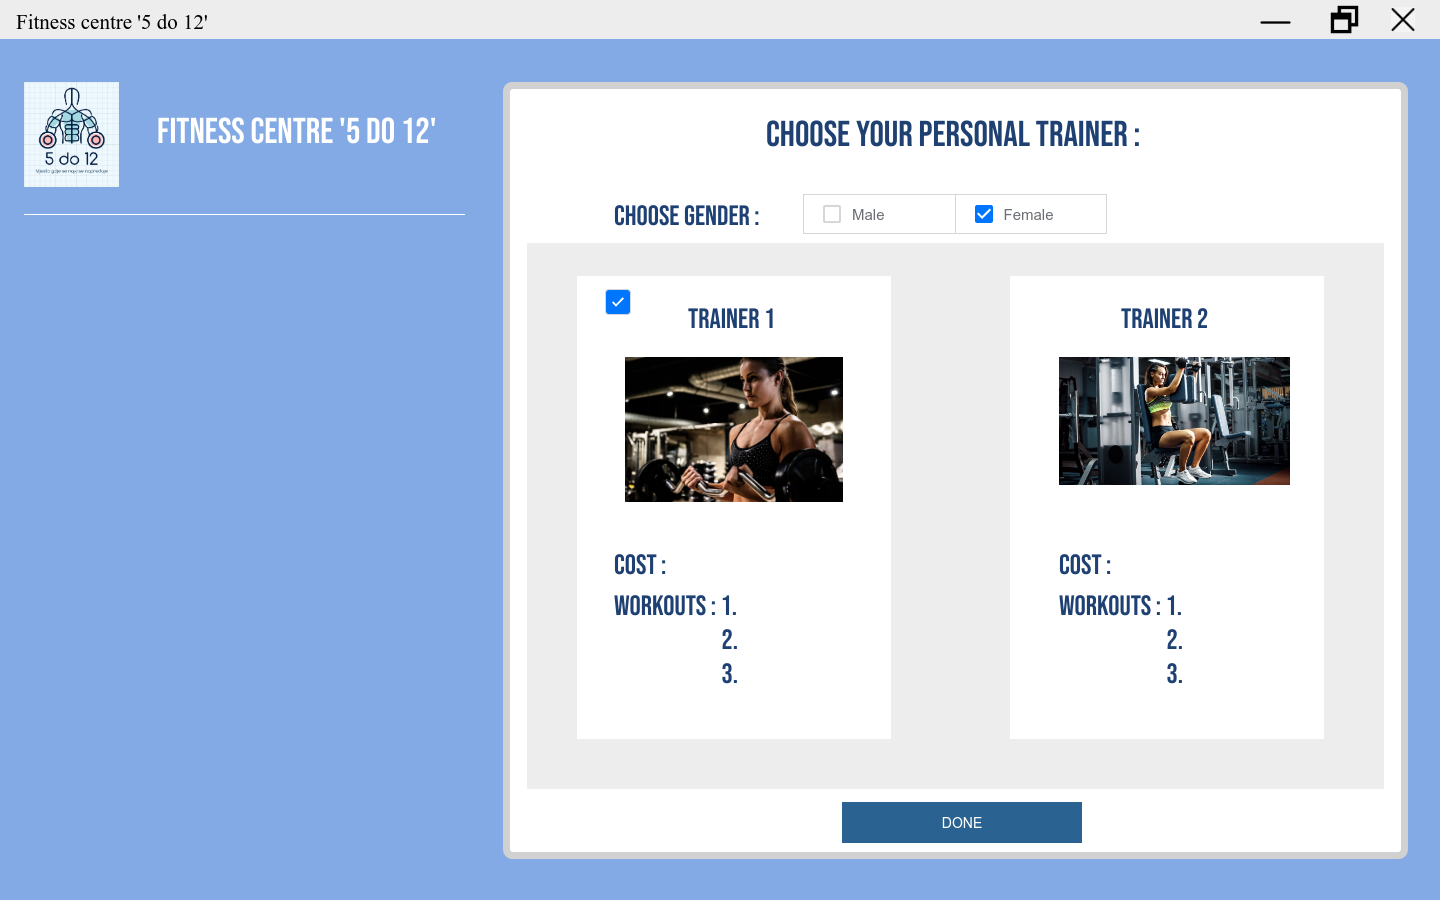 Fitness centre '5 do 12'
5 do 12
FITNESS CENTRE '5 DO 12'
CHOOSE YOUR PERSONAL TRAINER :
CHOOSE GENDER :
Male
Female
TRAINER 1
COST :
WORKOUTS : 1.
2.
3.
TRAINER 2
COST :
WORKOUTS : 1.
2.
3.
DONE